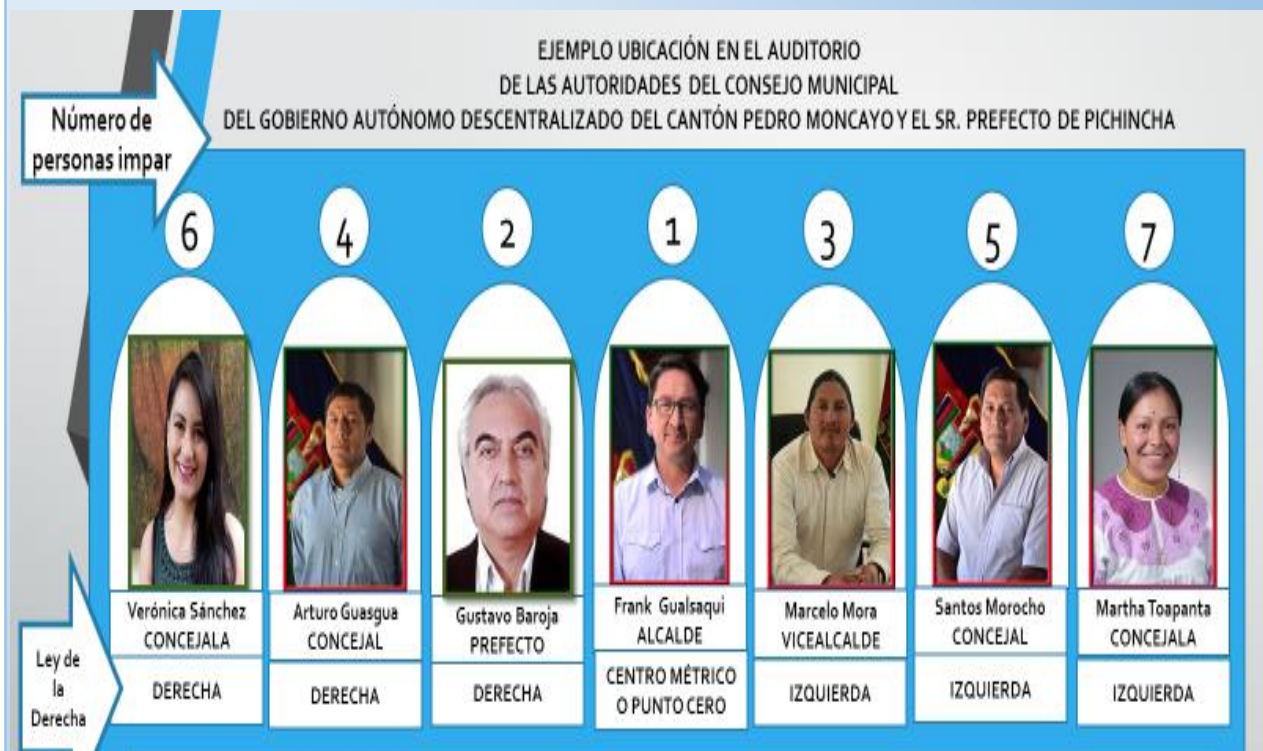 EJEMPLO UBICACIÓN EN EL AUDITORIO
DE LAS AUTORIDADES DEL CONSEJO MUNICIPAL
DEL GOBIERNO AUTÓNOMO DESCENTRALIZADO DEL CANTÓN PEDRO MONCAYO Y EL SR. PREFECTO DE PICHINCHA
Número de
personas impar
6
4
2
1
3
5
7
Verónica Sánchez
CONCEJALA
DERECHA
Arturo Guasgua
CONCEJAL
DERECHA
Gustavo Baroja
PREFECTO
DERECHA
Frank Gualsaqui
ALCALDE
CENTRO MÉTRICO
O PUNTO CERO
Marcelo Mora
VICEALCALDE
IZQUIERDA
Santos Morocho
CONCEJAL
IZQUIERDA
Martha Toapanta
CONCEJALA
IZQUIERDA
Ley de
la
Derecha